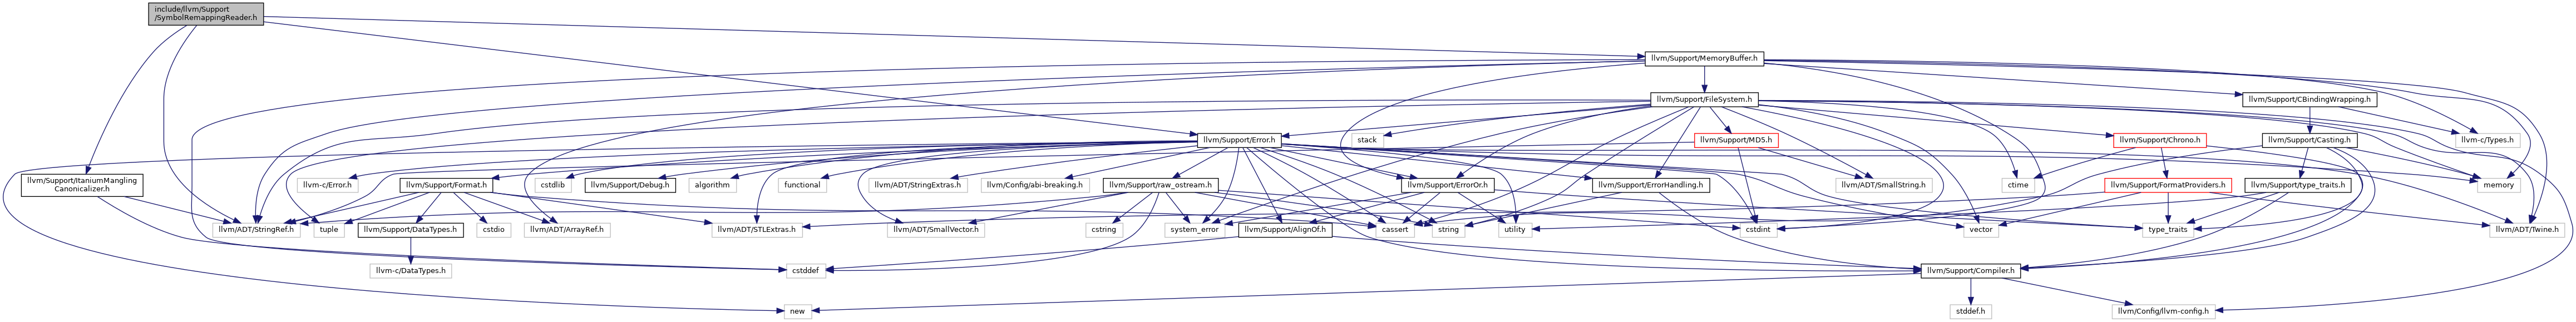 include/llvm/Support
/SymbolRemappingReader.h
llvm/Support/MemoryBuffer.h
llvm/Support/FileSystem.h
llvm/Support/CBindingWrapping.h
llvm/Support/Error.h
stack
llvm/Support/MD5.h
llvm/Support/Chrono.h
llvm/Support/Casting.h
llvm-c/Types.h
llvm/Support/ItaniumMangling
Canonicalizer.h
llvm-c/Error.h
llvm/Support/Format.h
cstdlib
llvm/Support/Debug.h
algorithm
functional
llvm/ADT/StringExtras.h
llvm/Config/abi-breaking.h
llvm/Support/raw_ostream.h
llvm/Support/ErrorOr.h
llvm/Support/ErrorHandling.h
llvm/ADT/SmallString.h
ctime
llvm/Support/FormatProviders.h
llvm/Support/type_traits.h
memory
llvm/ADT/StringRef.h
tuple
llvm/Support/DataTypes.h
cstdio
llvm/ADT/ArrayRef.h
llvm/ADT/STLExtras.h
llvm/ADT/SmallVector.h
cstring
system_error
llvm/Support/AlignOf.h
cassert
string
utility
cstdint
vector
type_traits
llvm/ADT/Twine.h
llvm-c/DataTypes.h
cstddef
llvm/Support/Compiler.h
new
stddef.h
llvm/Config/llvm-config.h